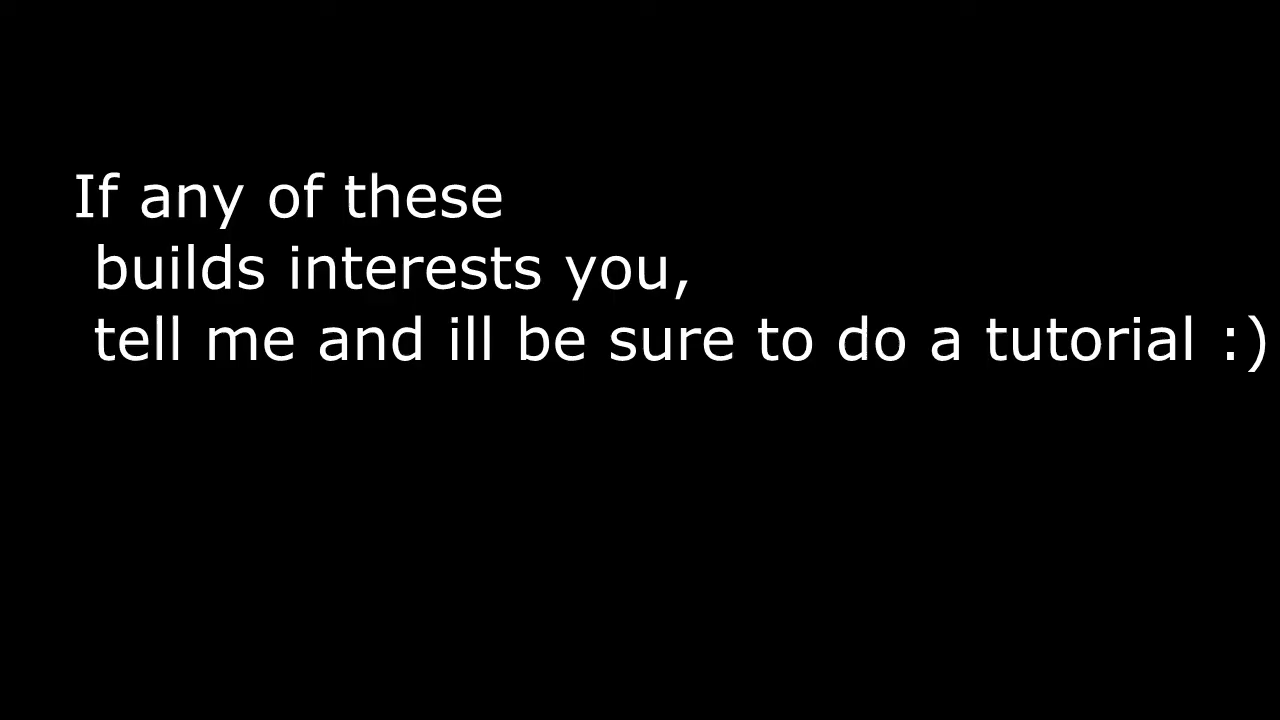 If any of these
builds interests you,
tell me and ill be sure to do a tutorial :)